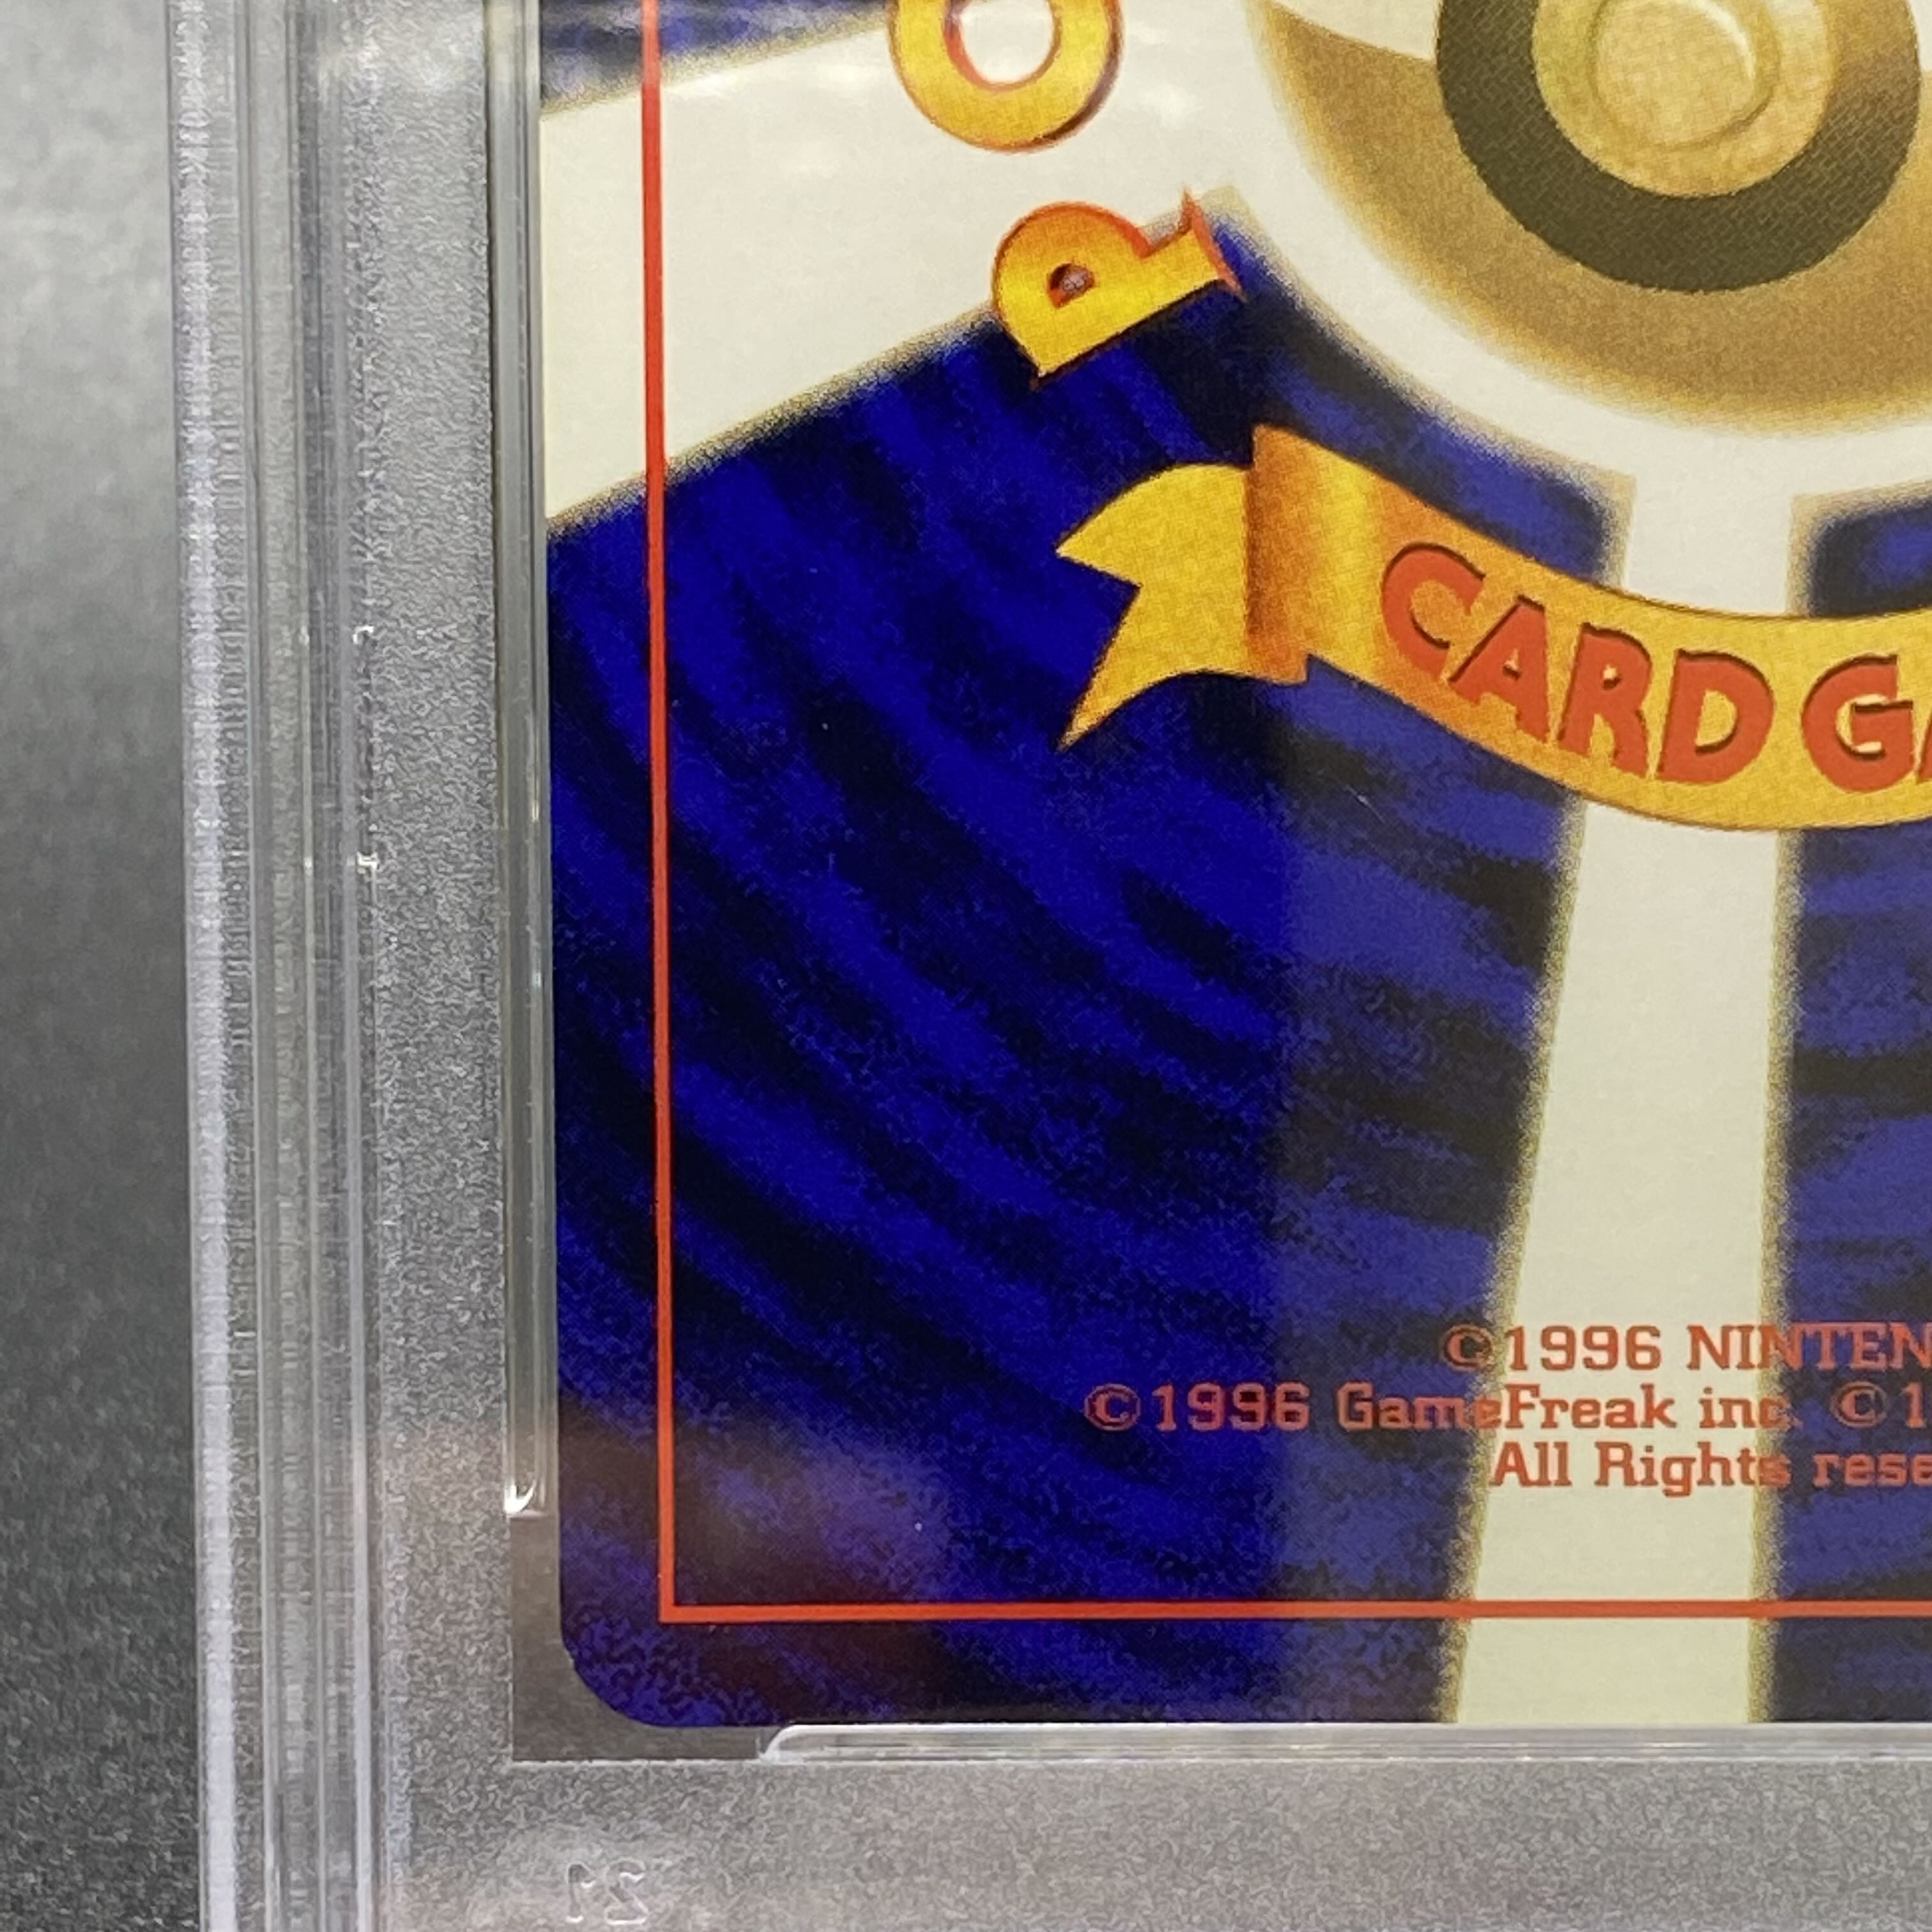 P
O
CARD GA
©1996 NINTEN
©1996 GameFreak inc. ©1
All Rights rese